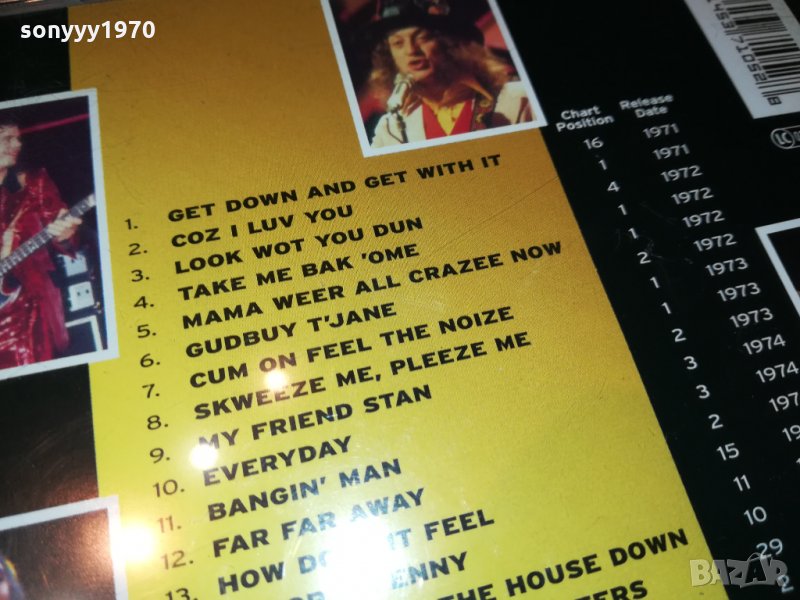 sonyyy1970
Chart Position
Release Date
1. GET DOWN AND GET WITH IT 16 1971
2. COZ I LUV YOU 1 1971
3. LOOK WOT YOU DUN 4 1972
4. TAKE ME BAK 'OME 1 1972
5. MAMA WEER ALL CRAZEE NOW 1 1972
6. GUDBUY T'JANE 2 1972
7. CUM ON FEEL THE NOIZE 1 1973
8. SKWEEZE ME, PLEEZE ME 1 1973
9. MY FRIEND STAN 2 1973
10. EVERYDAY 3 1974
11. BANGIN' MAN 3 1974
12. FAR FAR AWAY 2
13. HOW IT FEEL 15
11
THE HOUSE DOWN 10
29
2
LC
BAZAR